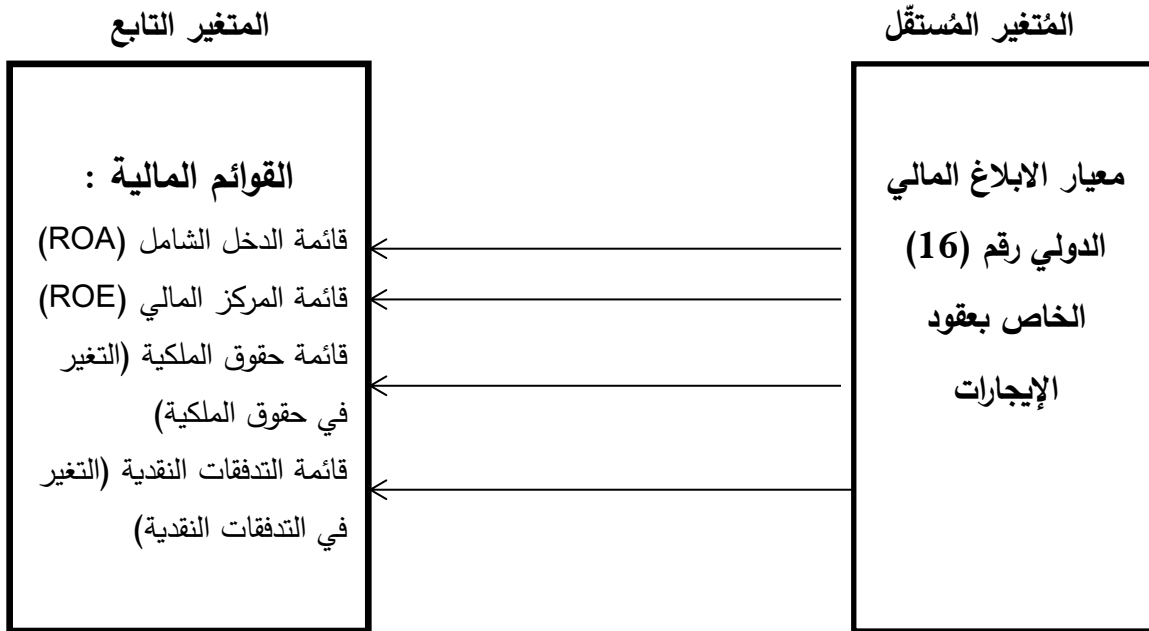 المُتغير المُستقّل
المتغير التابع
معيار الابلاغ المالي
الدولي رقم (16)
الخاص بعقود
الإيجارات
القوائم المالية :
قائمة الدخل الشامل (ROA)
قائمة المركز المالي (ROE)
قائمة حقوق الملكية (التغير
في حقوق الملكية)
قائمة التدفقات النقدية (التغير
في التدفقات النقدية)